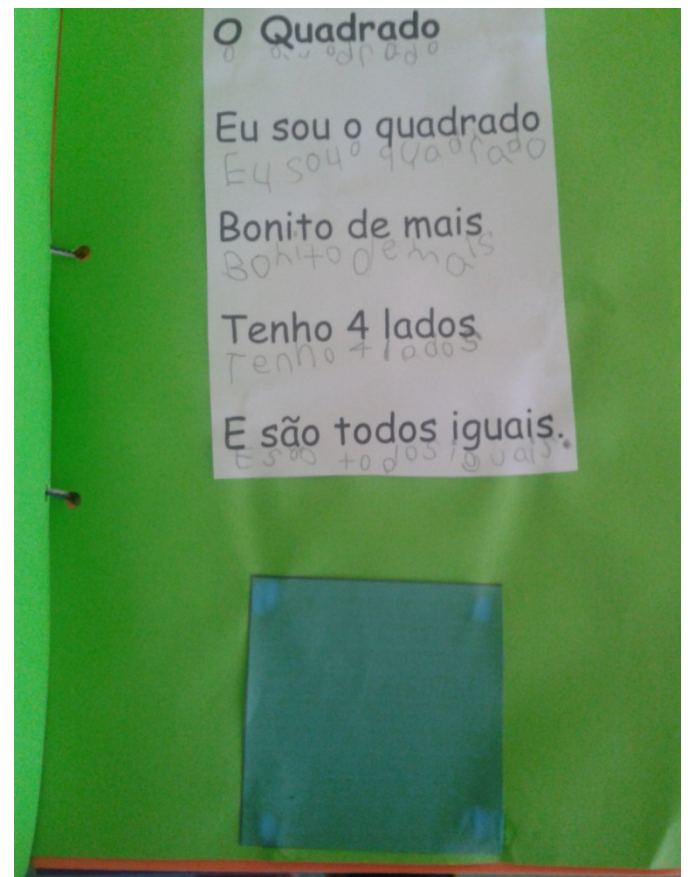 O Quadrado
O Quadrado
Eu sou o quadrado
Eu sou o quadrado
Bonito de mais
Bonito de mais
Tenho 4 lados
Tenho 4 lados
E são todos iguais.
E são todos iguais.